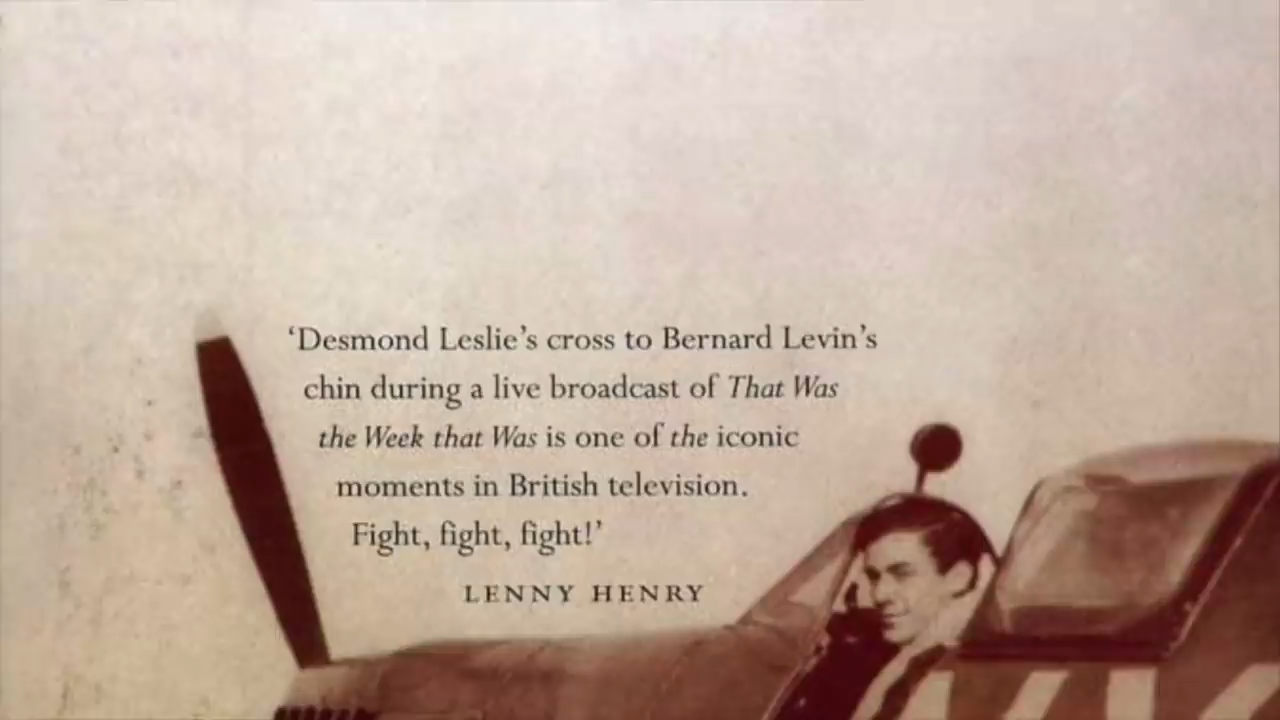 ‘Desmond Leslie’s cross to Bernard Levin’s
chin during a live broadcast of That Was
the Week that Was is one of the iconic
moments in British television.
Fight, fight, fight!’
LENNY HENRY